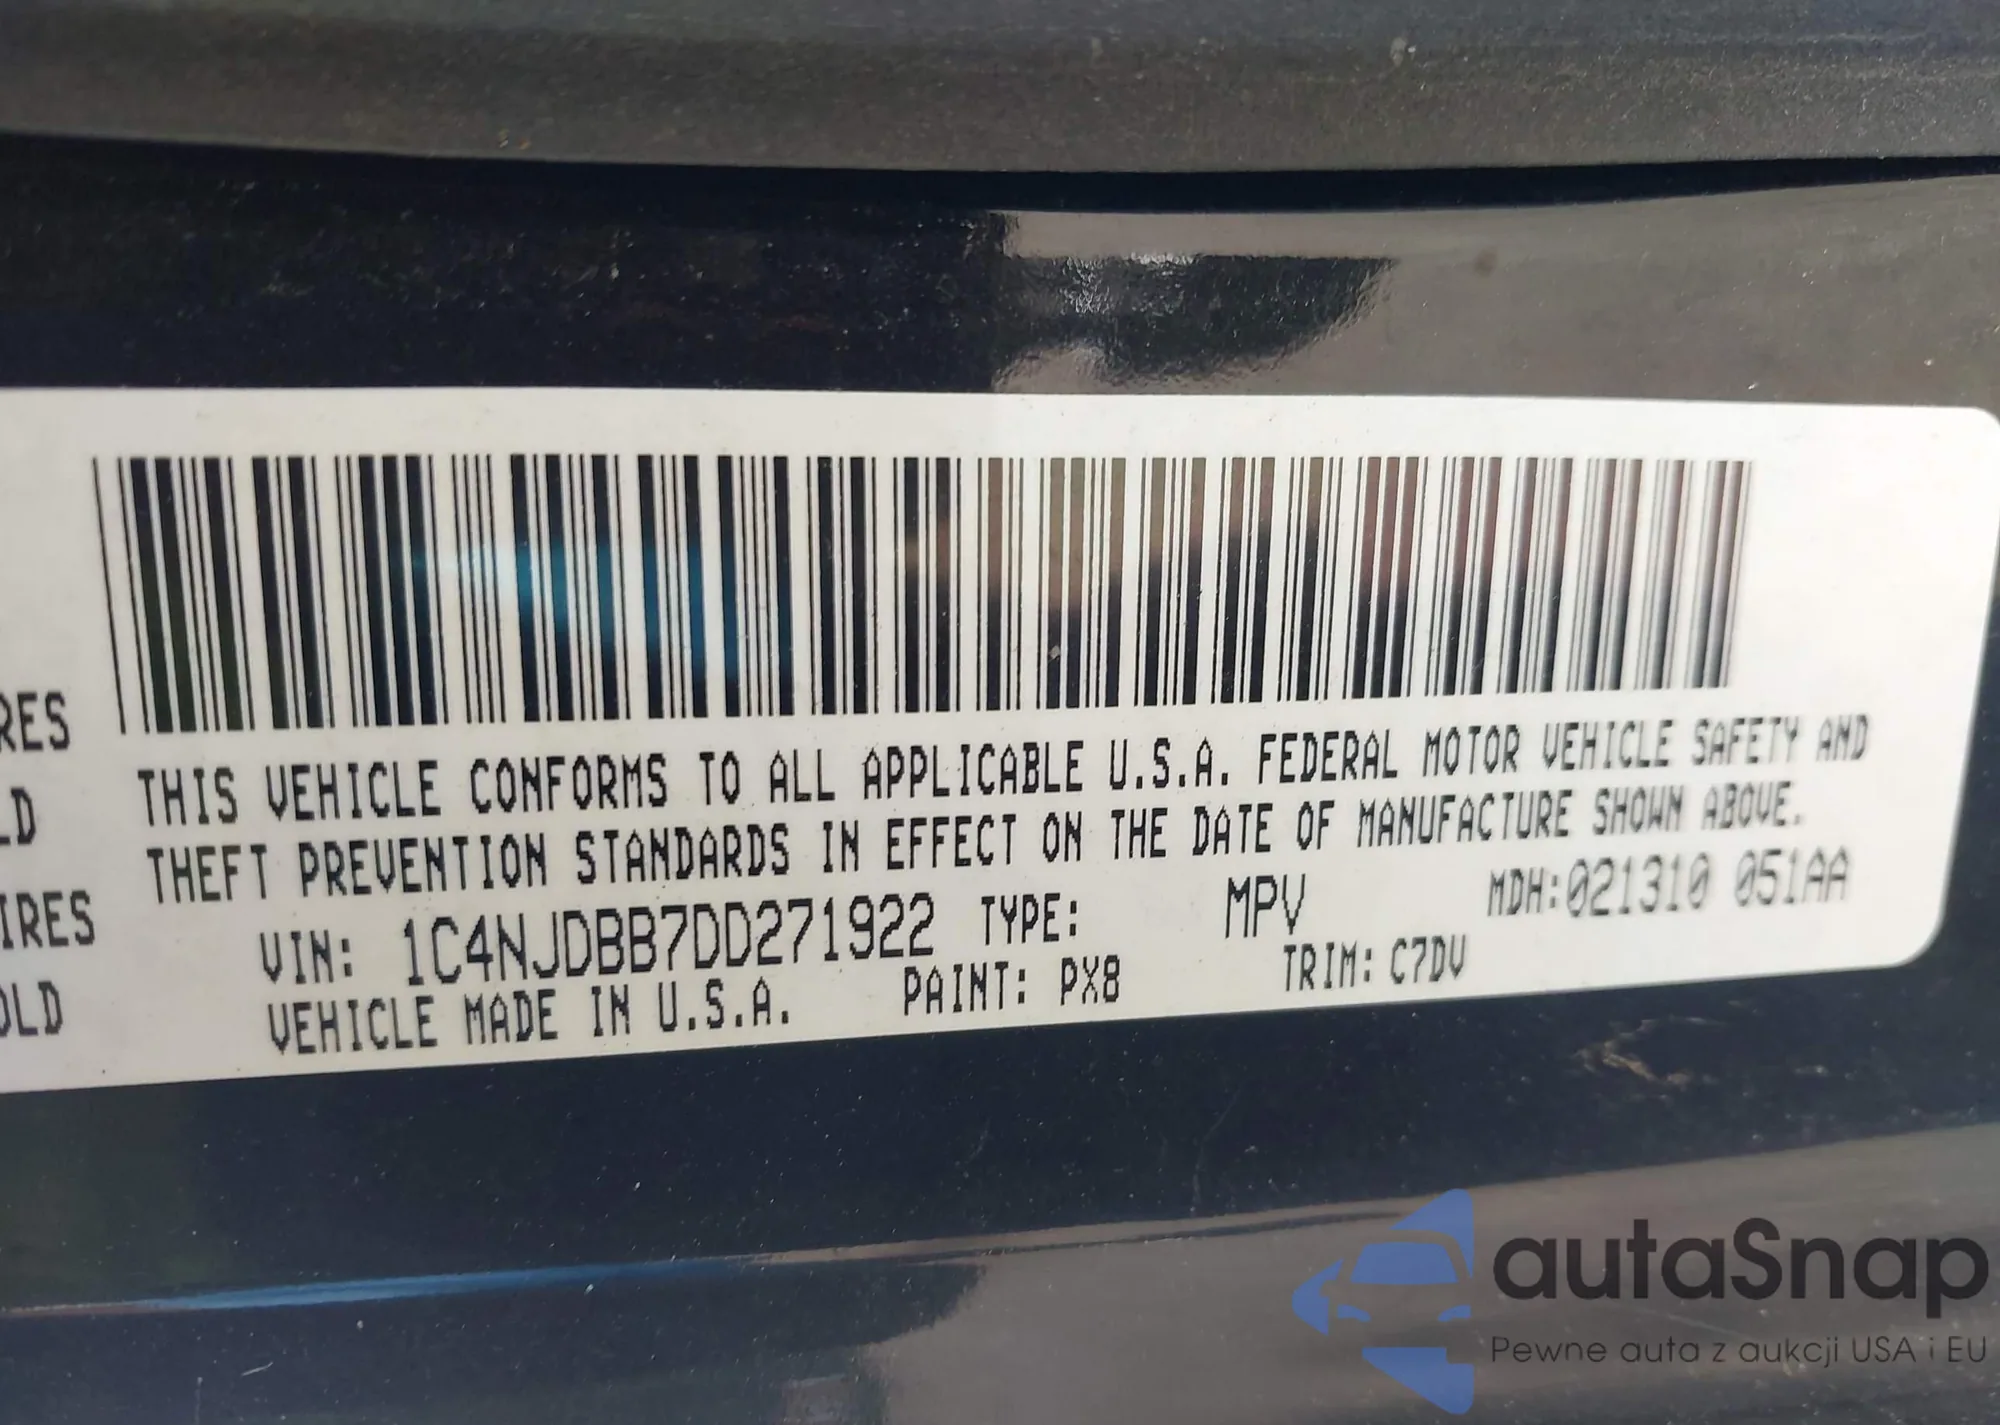 RES
LD
IRES
OLD
THIS VEHICLE CONFORMS TO ALL APPLICABLE U.S.A. FEDERAL MOTOR VEHICLE SAFETY AND
THEFT PREVENTION STANDARDS IN EFFECT ON THE DATE OF MANUFACTURE SHOWN ABOVE.
VIN: 1C4NJDBB7DD271922 TYPE: MPV MDH:021310 051AA
VEHICLE MADE IN U.S.A. PAINT: PX8 TRIM: C7DV
autaSnap
Pewne auta z aukcji USA i EU